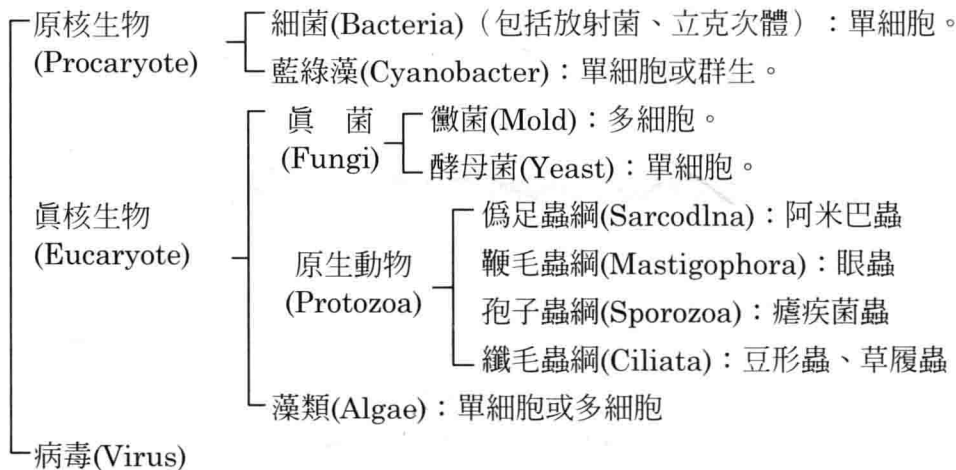 原核生物
(Procaryote)
細菌(Bacteria)（包括放射菌、立克次體）：單細胞。
藍綠藻(Cyanobacter)：單細胞或群生。
眞核生物
(Eucaryote)
眞　菌
(Fungi)
黴菌(Mold)：多細胞。
酵母菌(Yeast)：單細胞。
原生動物
(Protozoa)
僞足蟲綱(Sarcodlna)：阿米巴蟲
鞭毛蟲綱(Mastigophora)：眼蟲
孢子蟲綱(Sporozoa)：瘧疾菌蟲
纖毛蟲綱(Ciliata)：豆形蟲、草履蟲
藻類(Algae)：單細胞或多細胞
病毒(Virus)